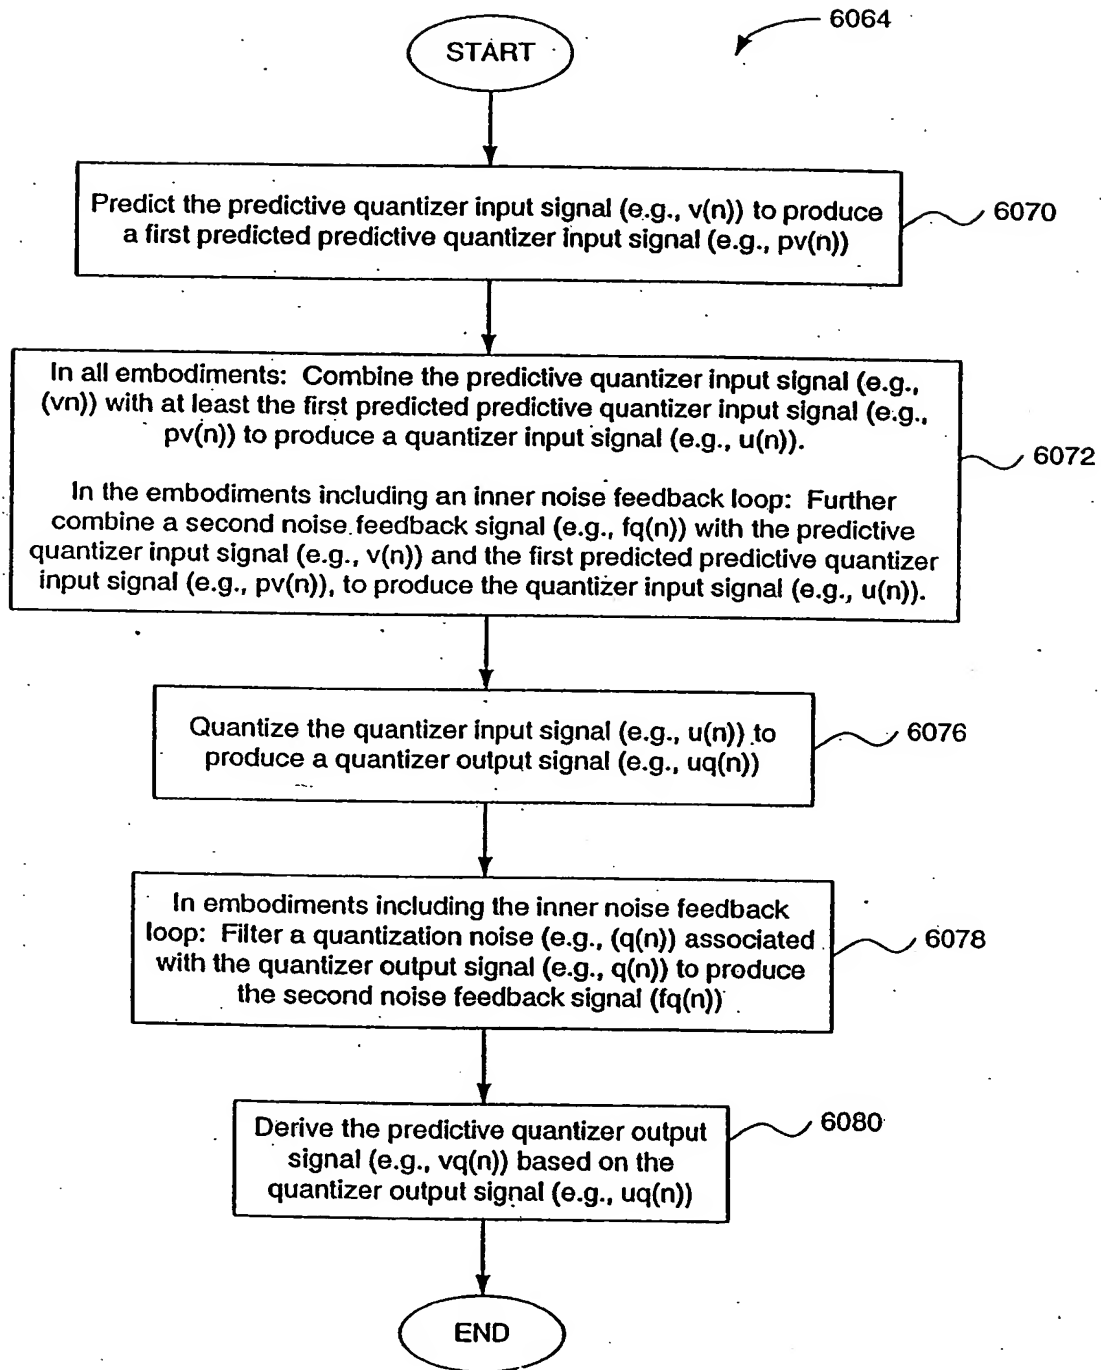 6064
START
Predict the predictive quantizer input signal (e.g., v(n)) to produce
a first predicted predictive quantizer input signal (e.g., pv(n))
6070
In all embodiments: Combine the predictive quantizer input signal (e.g.,
(vn)) with at least the first predicted predictive quantizer input signal (e.g.,
pv(n)) to produce a quantizer input signal (e.g., u(n)).
In the embodiments including an inner noise feedback loop: Further
combine a second noise feedback signal (e.g., fq(n)) with the predictive
quantizer input signal (e.g., v(n)) and the first predicted predictive quantizer
input signal (e.g., pv(n)), to produce the quantizer input signal (e.g., u(n)).
6072
Quantize the quantizer input signal (e.g., u(n)) to
produce a quantizer output signal (e.g., uq(n))
6076
In embodiments including the inner noise feedback
loop: Filter a quantization noise (e.g., (q(n)) associated
with the quantizer output signal (e.g., q(n)) to produce
the second noise feedback signal (fq(n))
6078
Derive the predictive quantizer output
signal (e.g., vq(n)) based on the
quantizer output signal (e.g., uq(n))
6080
END